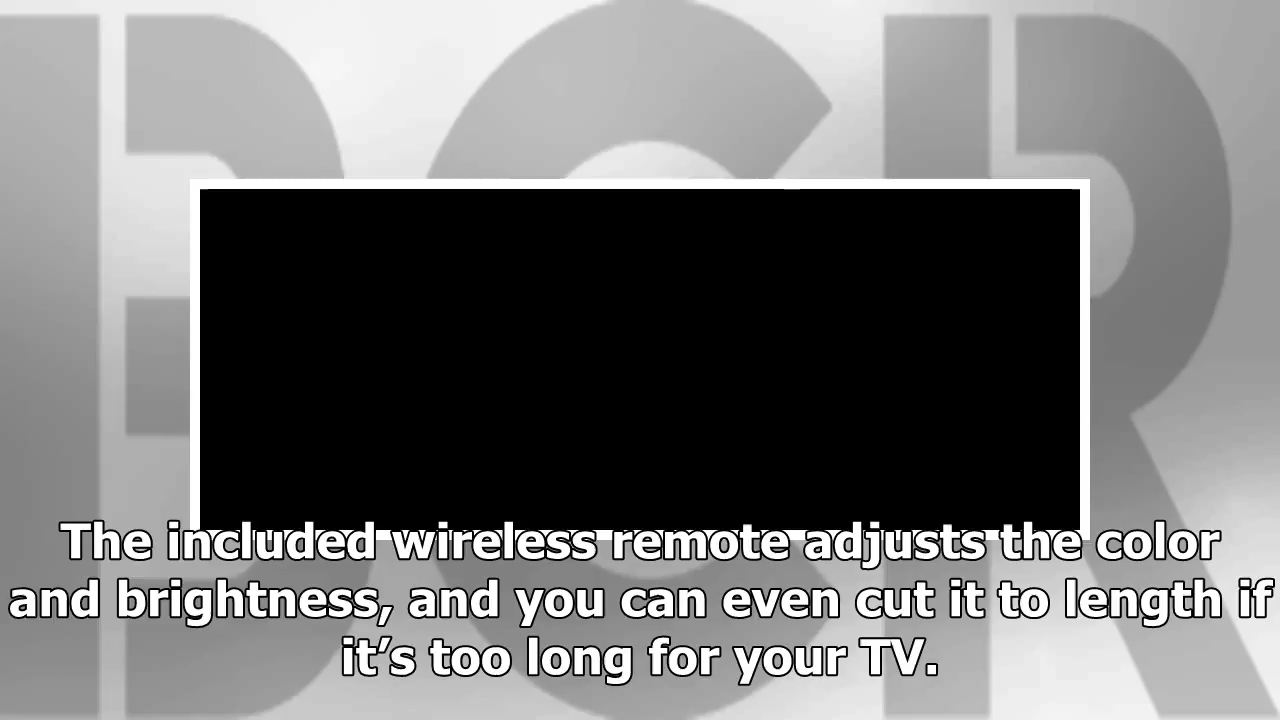 BCR
The included wireless remote adjusts the color
and brightness, and you can even cut it to length if
it’s too long for your TV.